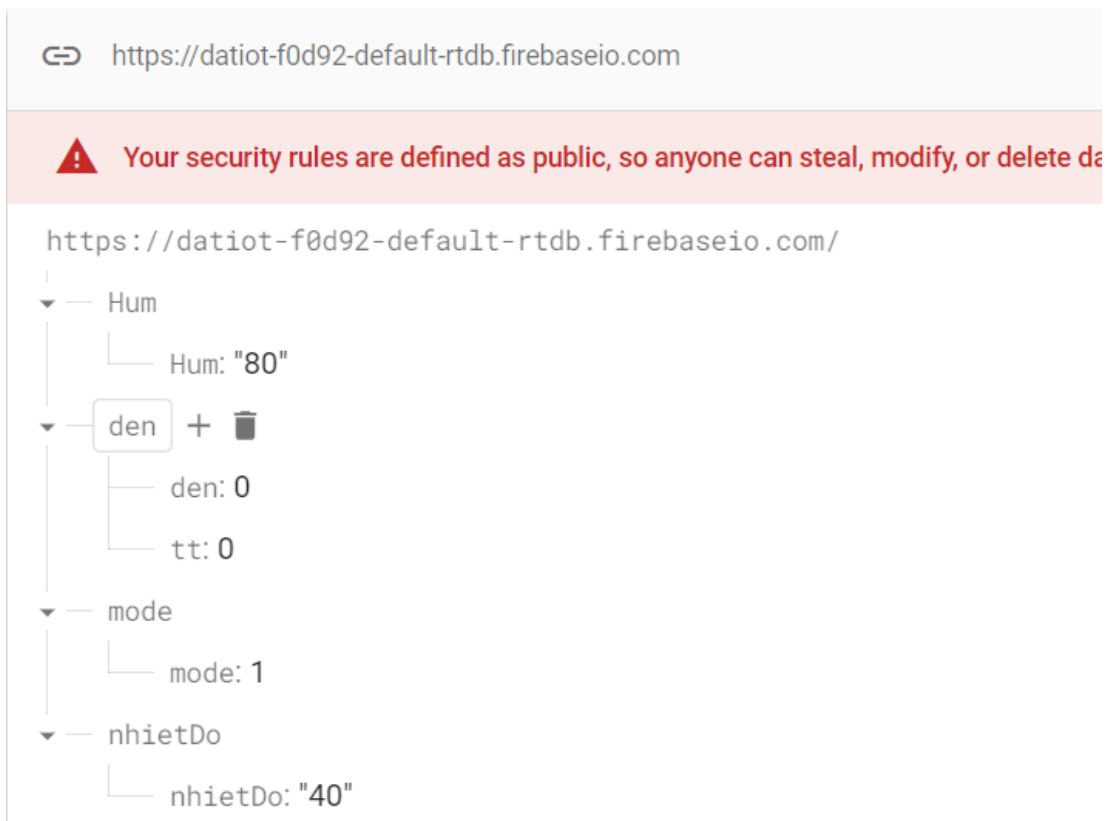 https://datiot-f0d92-default-rtdb.firebaseio.com
Your security rules are defined as public, so anyone can steal, modify, or delete da
https://datiot-f0d92-default-rtdb.firebaseio.com/
Hum
Hum: "80"
den
den: 0
tt: 0
mode
mode: 1
nhietDo
nhietDo: "40"